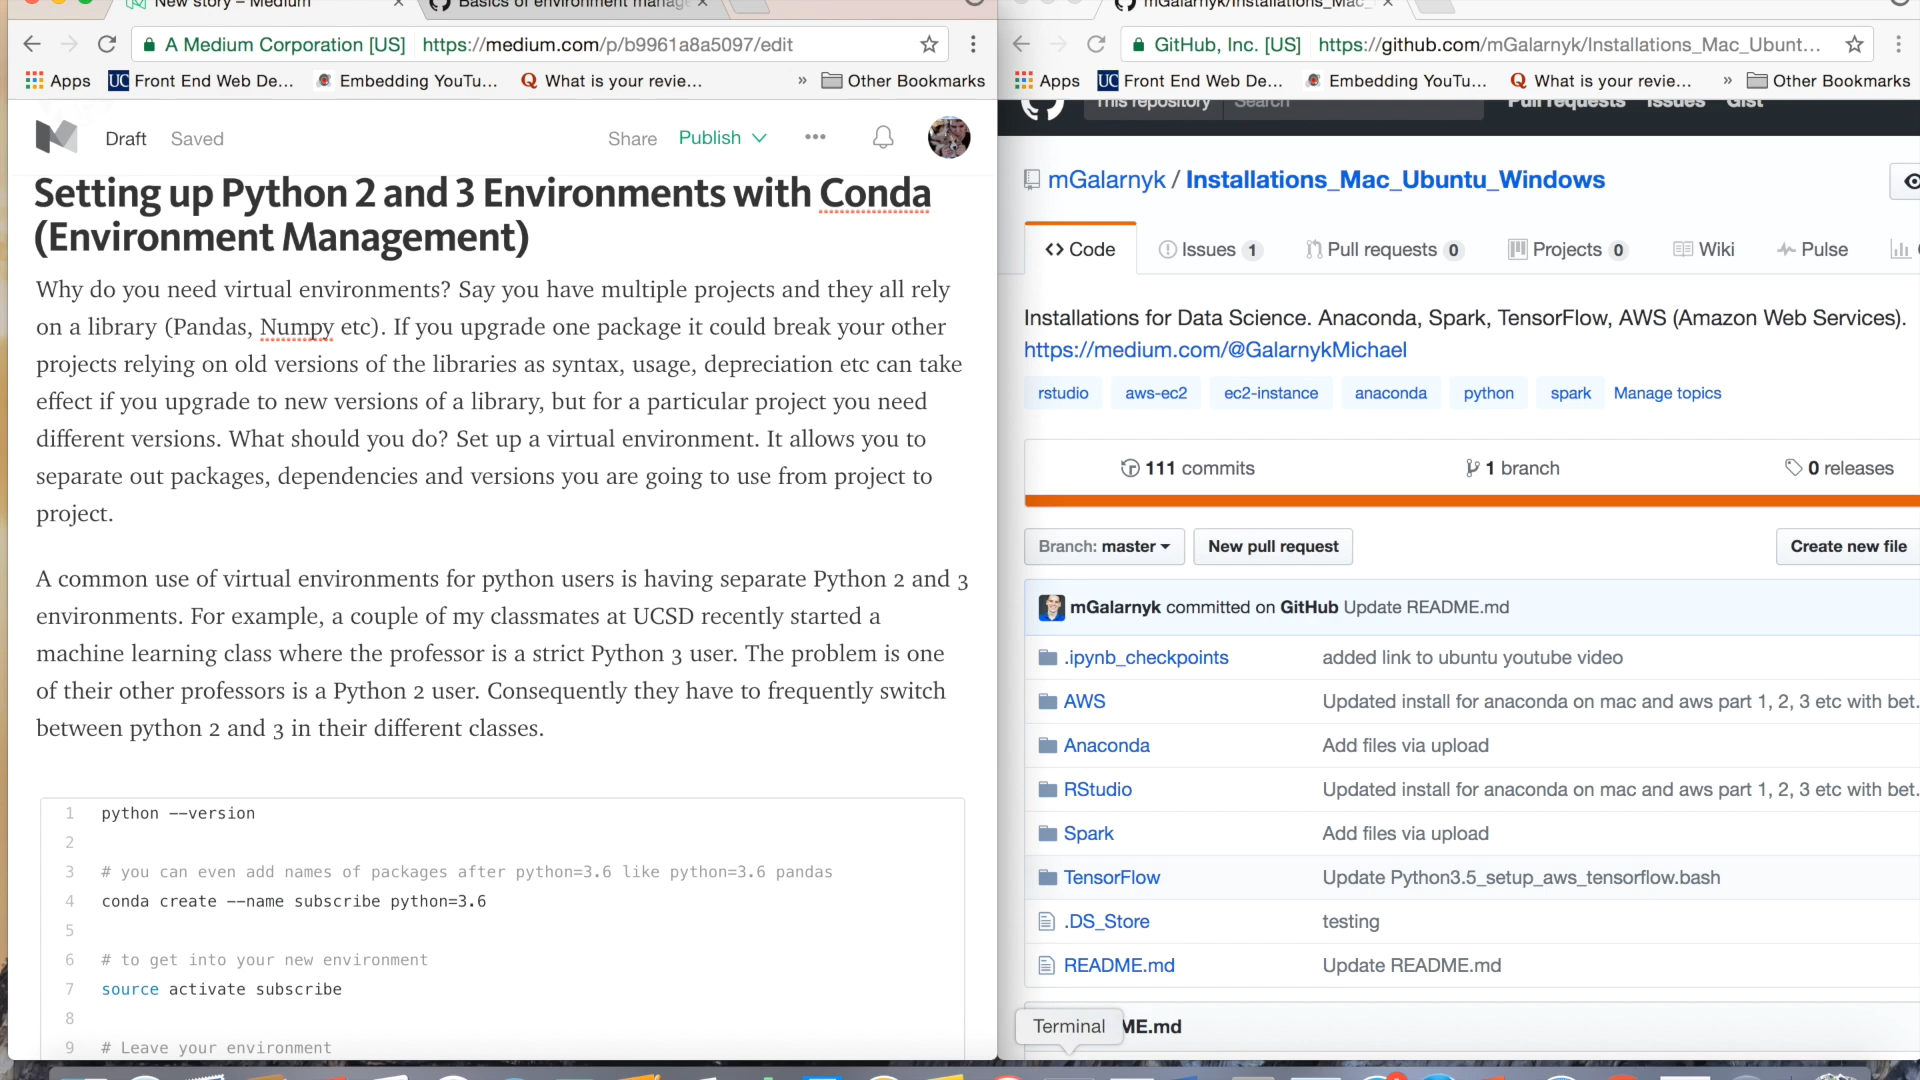 New story – Medium
Basics of environment manag
A Medium Corporation [US] https://medium.com/p/b9961a8a5097/edit
Apps
UC Front End Web De...
Embedding YouTu...
Q What is your revie...
»
Other Bookmarks
Draft
Saved
Share
Publish
Setting up Python 2 and 3 Environments with Conda
(Environment Management)
Why do you need virtual environments? Say you have multiple projects and they all rely
on a library (Pandas, Numpy etc). If you upgrade one package it could break your other
projects relying on old versions of the libraries as syntax, usage, depreciation etc can take
effect if you upgrade to new versions of a library, but for a particular project you need
different versions. What should you do? Set up a virtual environment. It allows you to
separate out packages, dependencies and versions you are going to use from project to
project.
A common use of virtual environments for python users is having separate Python 2 and 3
environments. For example, a couple of my classmates at UCSD recently started a
machine learning class where the professor is a strict Python 3 user. The problem is one
of their other professors is a Python 2 user. Consequently they have to frequently switch
between python 2 and 3 in their different classes.
1 python --version
2
3 # you can even add names of packages after python=3.6 like python=3.6 pandas
4 conda create --name subscribe python=3.6
5
6 # to get into your new environment
7 source activate subscribe
8
9 # Leave your environment
mGalarnyk/Installations_Mac_
GitHub, Inc. [US] https://github.com/mGalarnyk/Installations_Mac_Ubunt...
Apps
UC Front End Web De...
Embedding YouTu...
Q What is your revie...
»
Other Bookmarks
This repository
Search
Pull requests Issues Gist
mGalarnyk / Installations_Mac_Ubuntu_Windows
Code
Issues 1
Pull requests 0
Projects 0
Wiki
Pulse
Installations for Data Science. Anaconda, Spark, TensorFlow, AWS (Amazon Web Services).
https://medium.com/@GalarnykMichael
rstudio aws-ec2 ec2-instance anaconda python spark Manage topics
111 commits
1 branch
0 releases
Branch: master
New pull request
Create new file
mGalarnyk committed on GitHub Update README.md
.ipynb_checkpoints added link to ubuntu youtube video
AWS Updated install for anaconda on mac and aws part 1, 2, 3 etc with bet.
Anaconda Add files via upload
RStudio Updated install for anaconda on mac and aws part 1, 2, 3 etc with bet.
Spark Add files via upload
TensorFlow Update Python3.5_setup_aws_tensorflow.bash
.DS_Store testing
README.md Update README.md
Terminal
ME.md